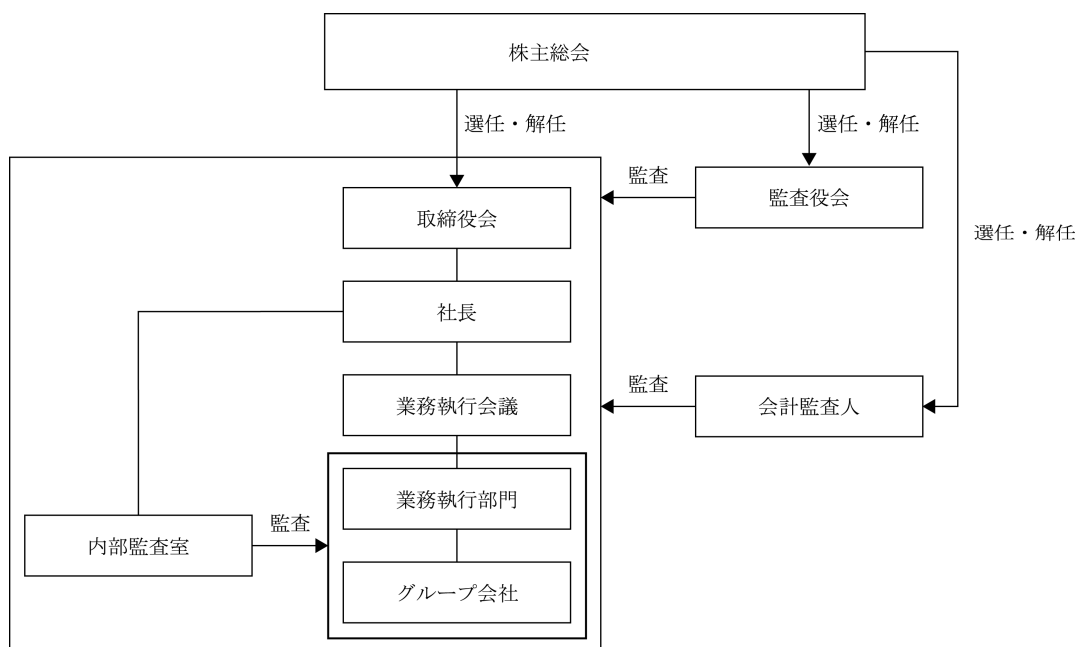 株主総会
選任・解任
選任・解任
監査
監査役会
取締役会
選任・解任
社長
監査
業務執行会議
会計監査人
業務執行部門
監査
内部監査室
グループ会社